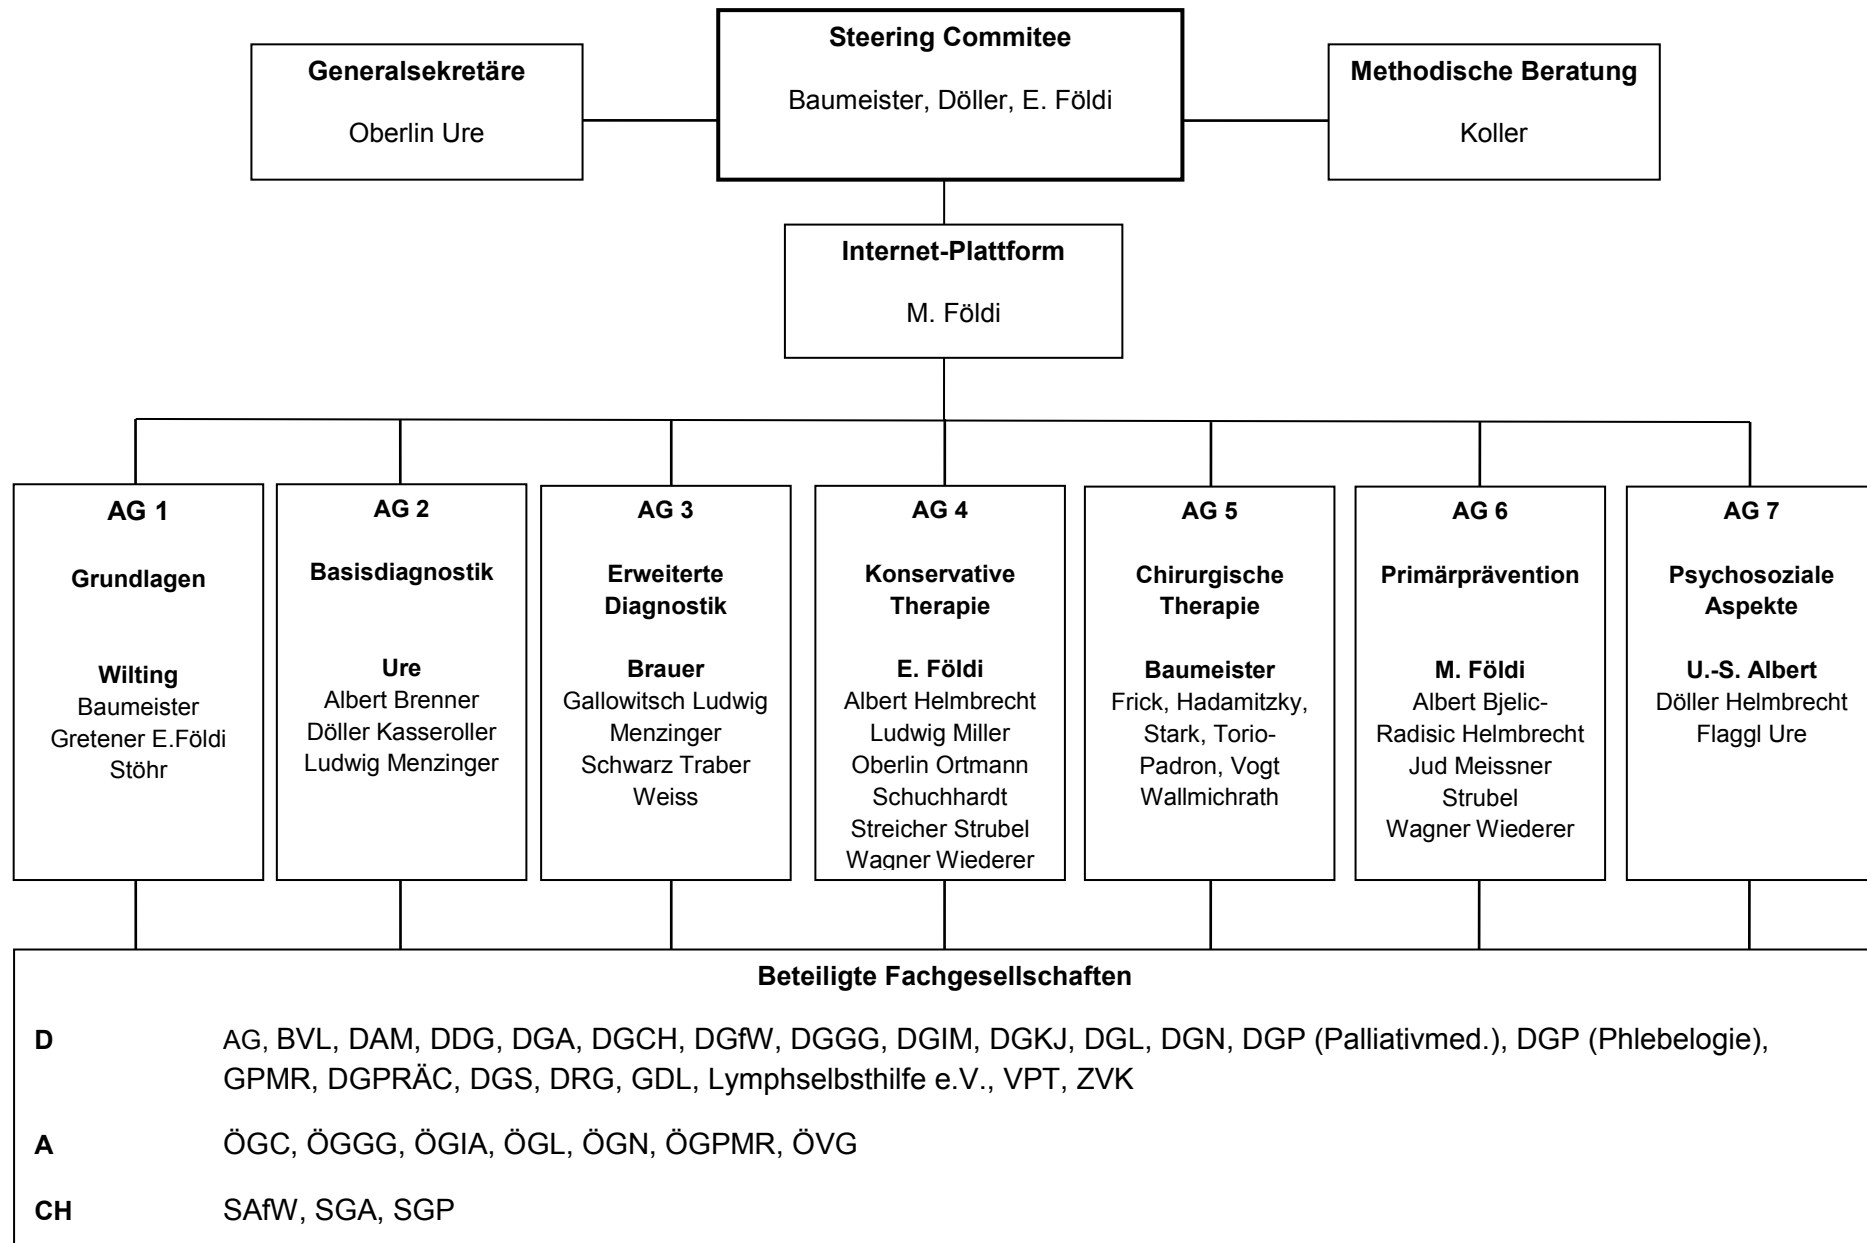 Steering Commitee
Baumeister, Döller, E. Földi
Generalsekretäre
Oberlin Ure
Methodische Beratung
Koller
Internet-Plattform
M. Földi
AG 1
Grundlagen
Wilting
Baumeister
Gretener E.Földi
Stöhr
AG 2
Basisdiagnostik
Ure
Albert Brenner
Döller Kasseroller
Ludwig Menzinger
AG 3
Erweiterte
Diagnostik
Brauer
Gallowitsch Ludwig
Menzinger
Schwarz Traber
Weiss
AG 4
Konservative
Therapie
E. Földi
Albert Helmbrecht
Ludwig Miller
Oberlin Ortmann
Schuchhardt
Streicher Strubel
Wagner Wiederer
AG 5
Chirurgische
Therapie
Baumeister
Frick, Hadamitzky,
Stark, Torio-
Padron, Vogt
Wallmichrath
AG 6
Primärprävention
M. Földi
Albert Bjelic-
Radisic Helmbrecht
Jud Meissner
Strubel
Wagner Wiederer
AG 7
Psychosoziale
Aspekte
U.-S. Albert
Döller Helmbrecht
Flaggl Ure
Beteiligte Fachgesellschaften
D AG, BVL, DAM, DDG, DGA, DGCH, DGfW, DGGG, DGIM, DGKJ, DGL, DGN, DGP (Palliativmed.), DGP (Phlebelogie),
GPMR, DGPRÄC, DGS, DRG, GDL, Lymphselbsthilfe e.V., VPT, ZVK
A ÖGC, ÖGGG, ÖGIA, ÖGL, ÖGN, ÖGPMR, ÖVG
CH SAfW, SGA, SGP